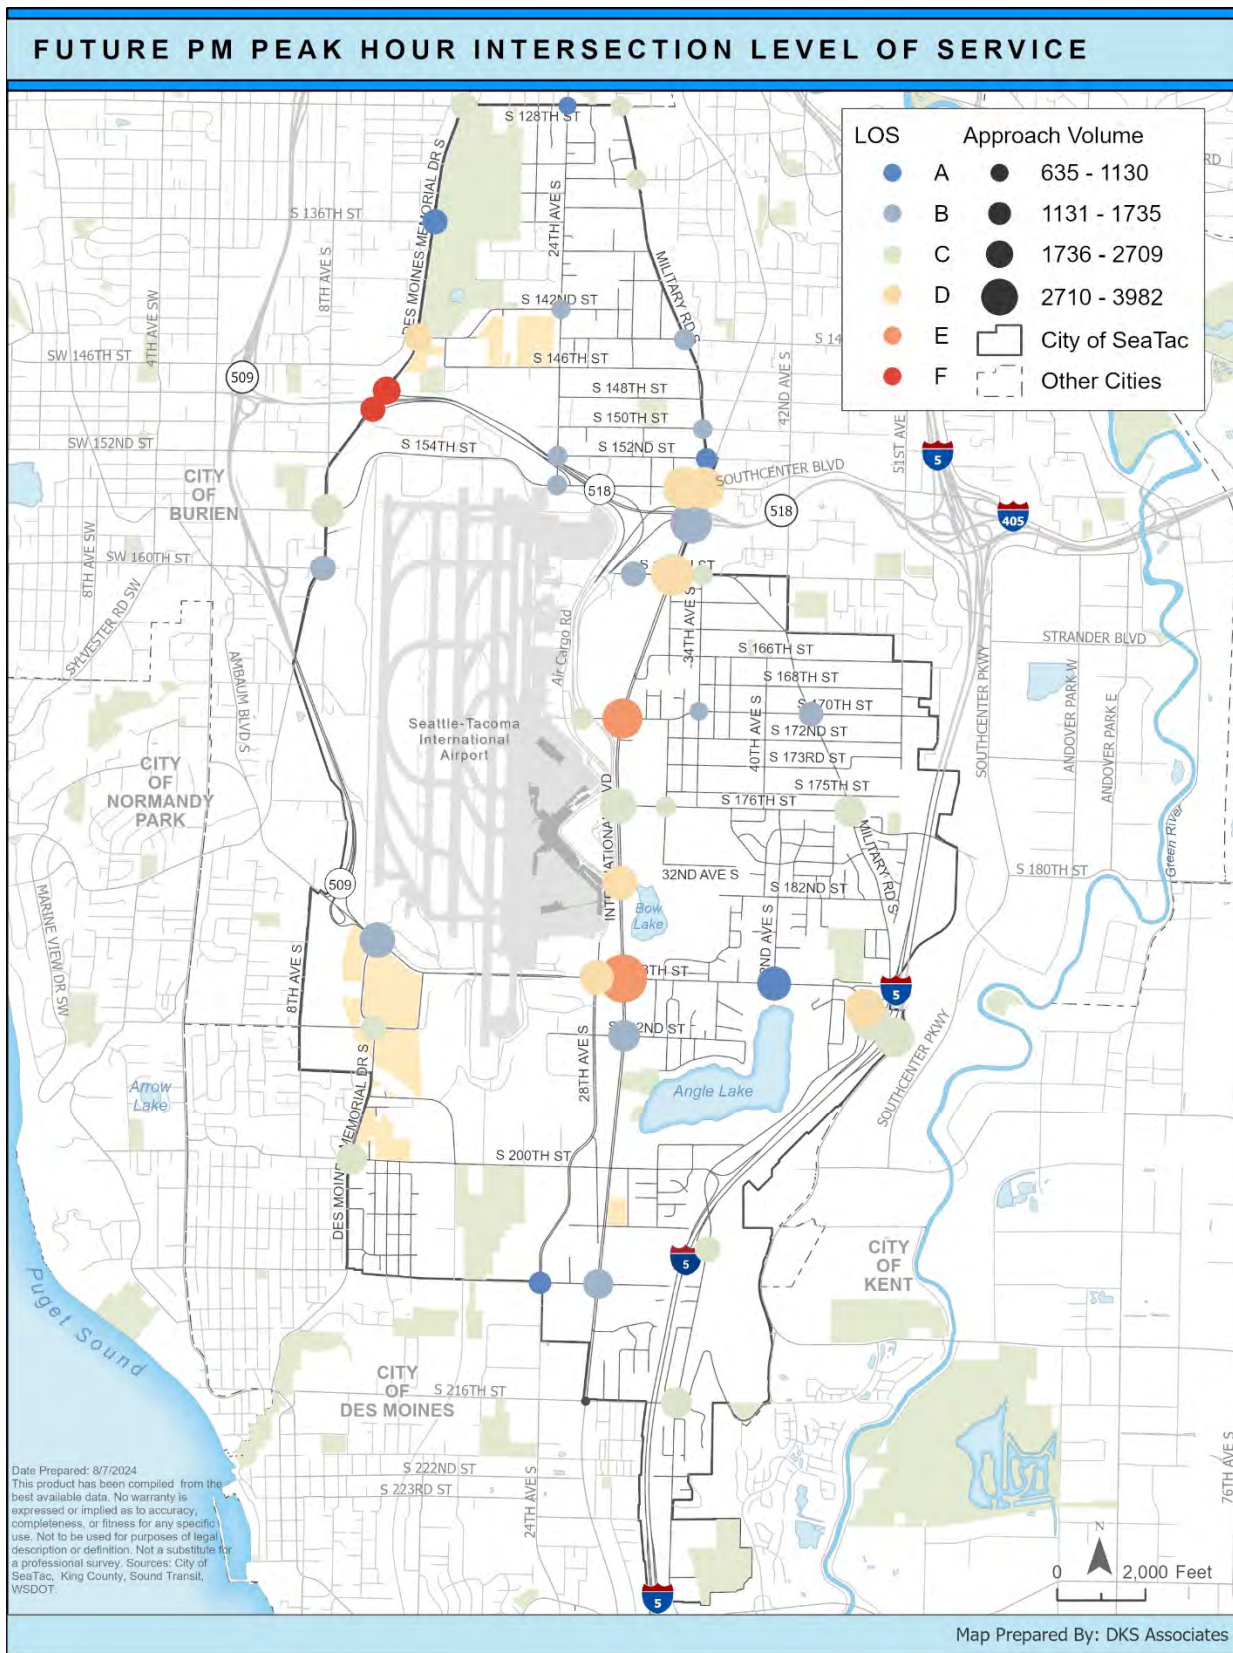 FUTURE PM PEAK HOUR INTERSECTION LEVEL OF SERVICE
LOS
Approach Volume
A
635 - 1130
B
1131 - 1735
C
1736 - 2709
D
2710 - 3982
E
City of SeaTac
F
Other Cities
S 128TH ST
DES MOINES MEMORIAL DR S
S 136TH ST
24TH AVE S
8TH AVE S
MILITARY RD S
S 142ND ST
4TH AVE SW
SW 146TH ST
S 146TH ST
S 14
509
S 148TH ST
42ND AVE S
S 150TH ST
51ST AVE
RD
SW 152ND ST
S 154TH ST
S 152ND ST
5
SOUTHCENTER BLVD
CITY
OF
BURIEN
518
518
405
8TH AVE SW
SW 160TH ST
ST
SYLVESTER RD SW
Air Cargo Rd
34TH AVE S
STRANDER BLVD
S 166TH ST
AMBAUM BLVD S
S 168TH ST
SOUTHCENTER PKWY
ANDOVER PARK W
ANDOVER PARK E
S 170TH ST
Seattle-Tacoma
International
Airport
40TH AVE S
S 172ND ST
S 173RD ST
CITY
OF
NORMANDY
PARK
S 175TH ST
S 176TH ST
MILITARY RD S
Green River
32ND AVE S
S 180TH ST
509
S 182ND ST
MARINE VIEW DR SW
Bow
Lake
8TH AVE S
5
28TH AVE S
SOUTHCENTER PKWY
Arrow
Lake
Angle Lake
S 200TH ST
5
CITY
OF
KENT
Puget Sound
CITY
OF
DES MOINES
S 216TH ST
S 222ND ST
S 223RD ST
24TH AVE S
76TH AVE S
Date Prepared: 8/7/2024
This product has been compiled from the
best available data. No warranty is
expressed or implied as to accuracy,
completeness, or fitness for any specific
use. Not to be used for purposes of legal
description or definition. Not a substitute for
a professional survey. Sources: City of
SeaTac, King County, Sound Transit,
WSDOT.
N
0 2,000 Feet
5
Map Prepared By: DKS Associates